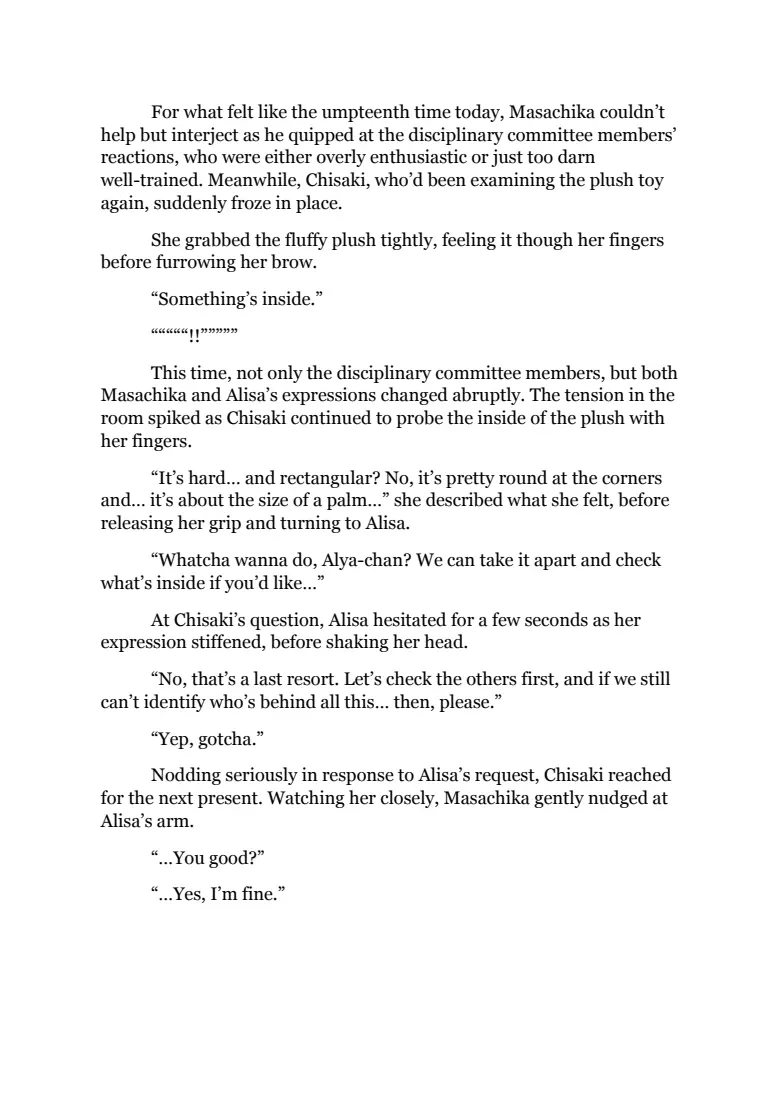 For what felt like the umpteenth time today, Masachika couldn’t
help but interject as he quipped at the disciplinary committee members’
reactions, who were either overly enthusiastic or just too darn
well-trained. Meanwhile, Chisaki, who’d been examining the plush toy
again, suddenly froze in place.
She grabbed the fluffy plush tightly, feeling it though her fingers
before furrowing her brow.
“Something’s inside.”
“““““!!”””””
This time, not only the disciplinary committee members, but both
Masachika and Alisa’s expressions changed abruptly. The tension in the
room spiked as Chisaki continued to probe the inside of the plush with
her fingers.
“It’s hard… and rectangular? No, it’s pretty round at the corners
and… it’s about the size of a palm…” she described what she felt, before
releasing her grip and turning to Alisa.
“Whatcha wanna do, Alya-chan? We can take it apart and check
what’s inside if you’d like…”
At Chisaki’s question, Alisa hesitated for a few seconds as her
expression stiffened, before shaking her head.
“No, that’s a last resort. Let’s check the others first, and if we still
can’t identify who’s behind all this… then, please.”
“Yep, gotcha.”
Nodding seriously in response to Alisa’s request, Chisaki reached
for the next present. Watching her closely, Masachika gently nudged at
Alisa’s arm.
“…You good?”
“…Yes, I’m fine.”